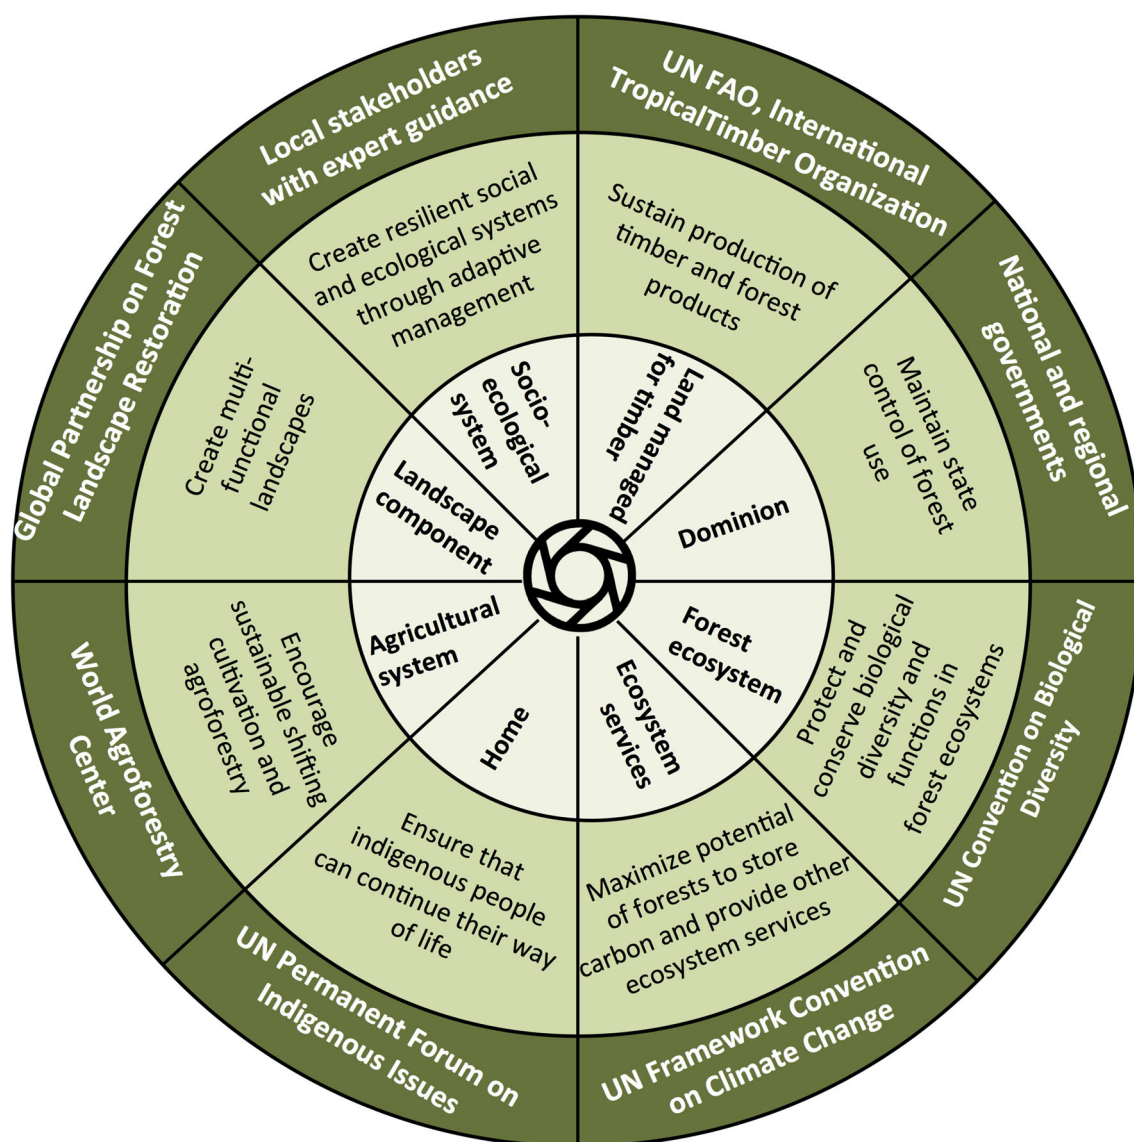 Local stakeholders
with expert guidance
UN FAO, International
TropicalTimber Organization
National and regional
governments
UN Convention on Biological
Diversity
UN Framework Convention
on Climate Change
UN Permanent Forum on
Indigenous Issues
World Agroforestry
Center
Global Partnership on Forest
Landscape Restoration
Create resilient social
and ecological systems
through adaptive
management
Sustain production of
timber and forest
products
Maintain state
control of forest
use
Protect and
conserve biological
diversity and
functions in
forest ecosystems
Maximize potential
of forests to store
carbon and provide other
ecosystem services
Ensure that
indigenous people
can continue their way
of life
Encourage
sustainable shifting
cultivation and
agroforestry
Create multi-
functional
landscapes
Socio-
ecological
system
Land managed
for timber
Dominion
Forest
ecosystem
Ecosystem
services
Home
Agricultural
system
Landscape
component